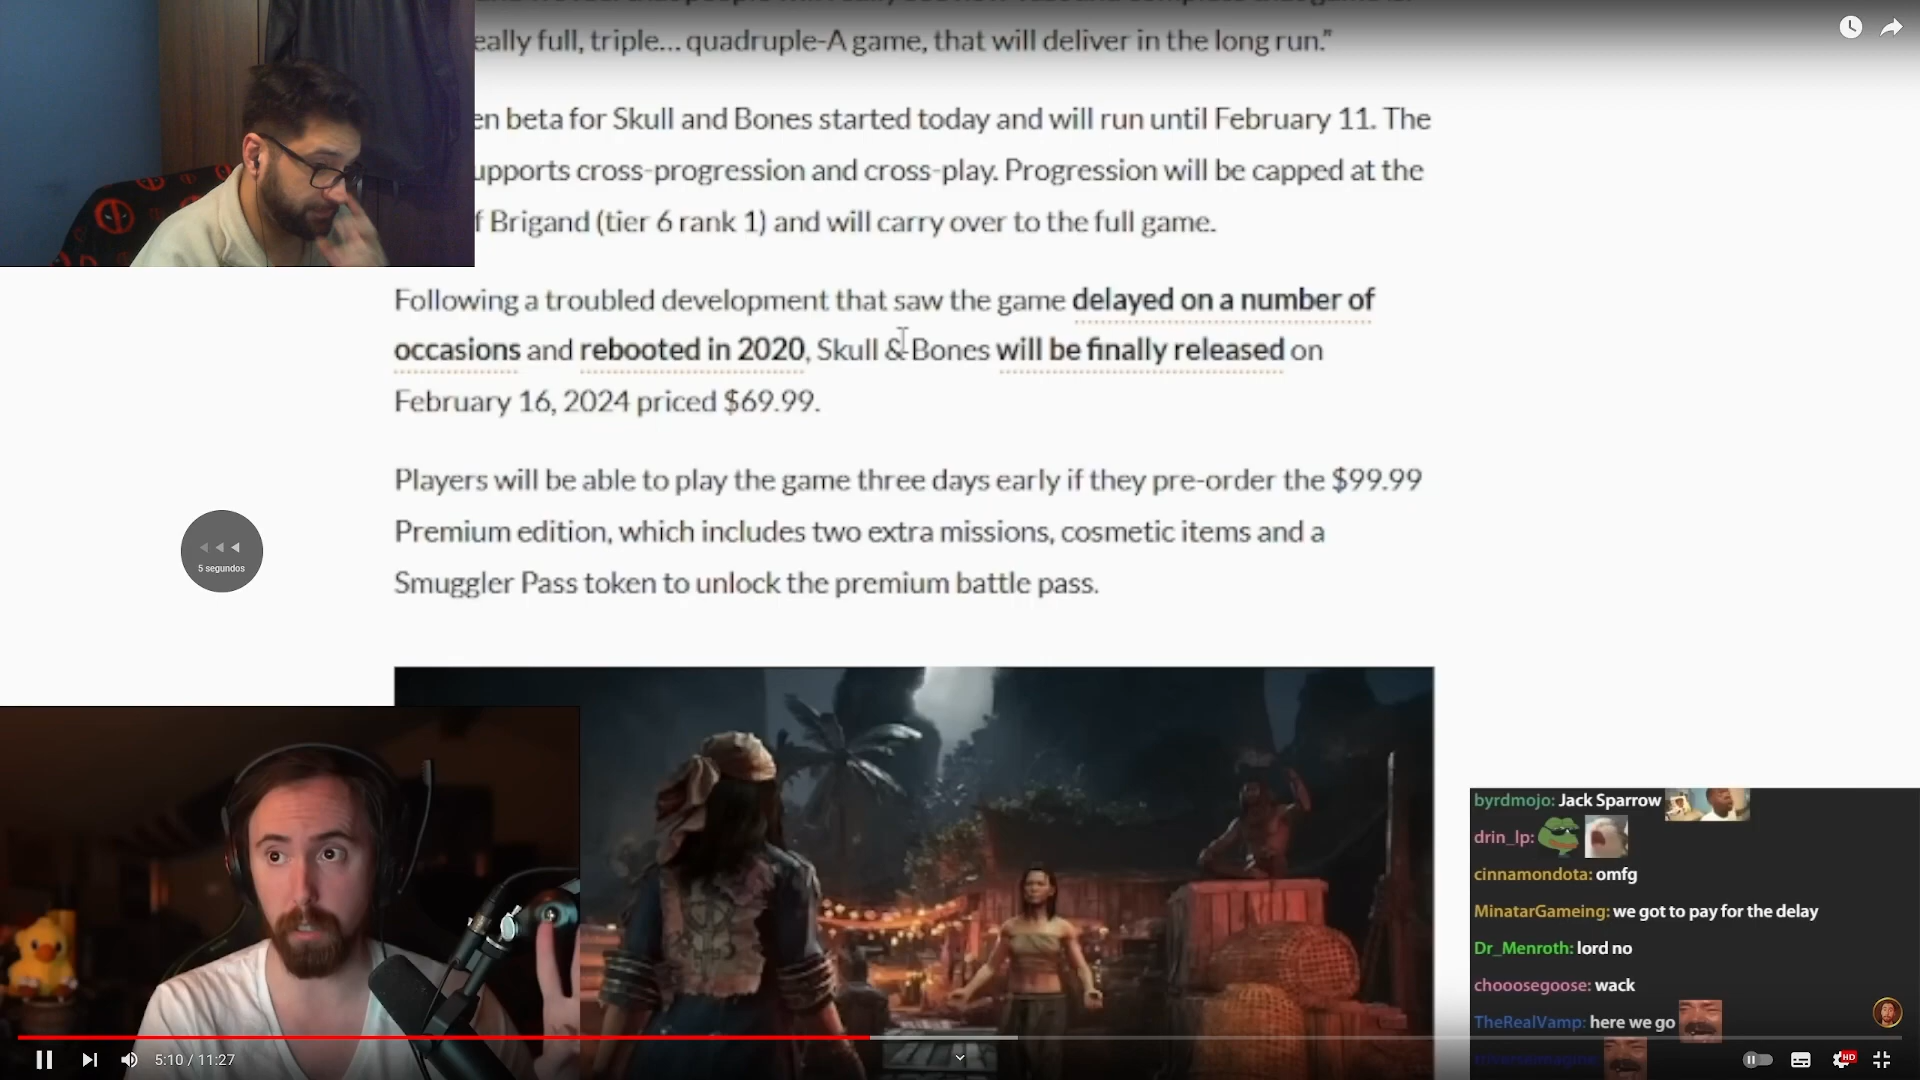 eally full, triple... quadruple-A game, that will deliver in the long run."
en beta for Skull and Bones started today and will run until February 11. The
upports cross-progression and cross-play. Progression will be capped at the
f Brigand (tier 6 rank 1) and will carry over to the full game.
Following a troubled development that saw the game delayed on a number of
occasions and rebooted in 2020, Skull & Bones will be finally released on
February 16, 2024 priced $69.99.
Players will be able to play the game three days early if they pre-order the $99.99
Premium edition, which includes two extra missions, cosmetic items and a
Smuggler Pass token to unlock the premium battle pass.
5 segundos
byrdmojo: Jack Sparrow
drin_lp:
cinnamondota: omfg
MinatarGameing: we got to pay for the delay
Dr_Menroth: lord no
chooosegoose: wack
TheRealVamp: here we go
5:10 / 11:27
HD